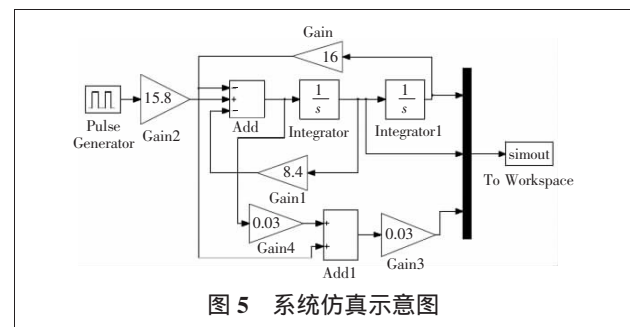 Gain
16
15.8
Pulse
Generator
Gain2
Add
1
s
Integrator
1
s
Integrator1
8.4
Gain1
0.03
Gain4
Add1
0.03
Gain3
simout
To Workspace
图 5 系统仿真示意图